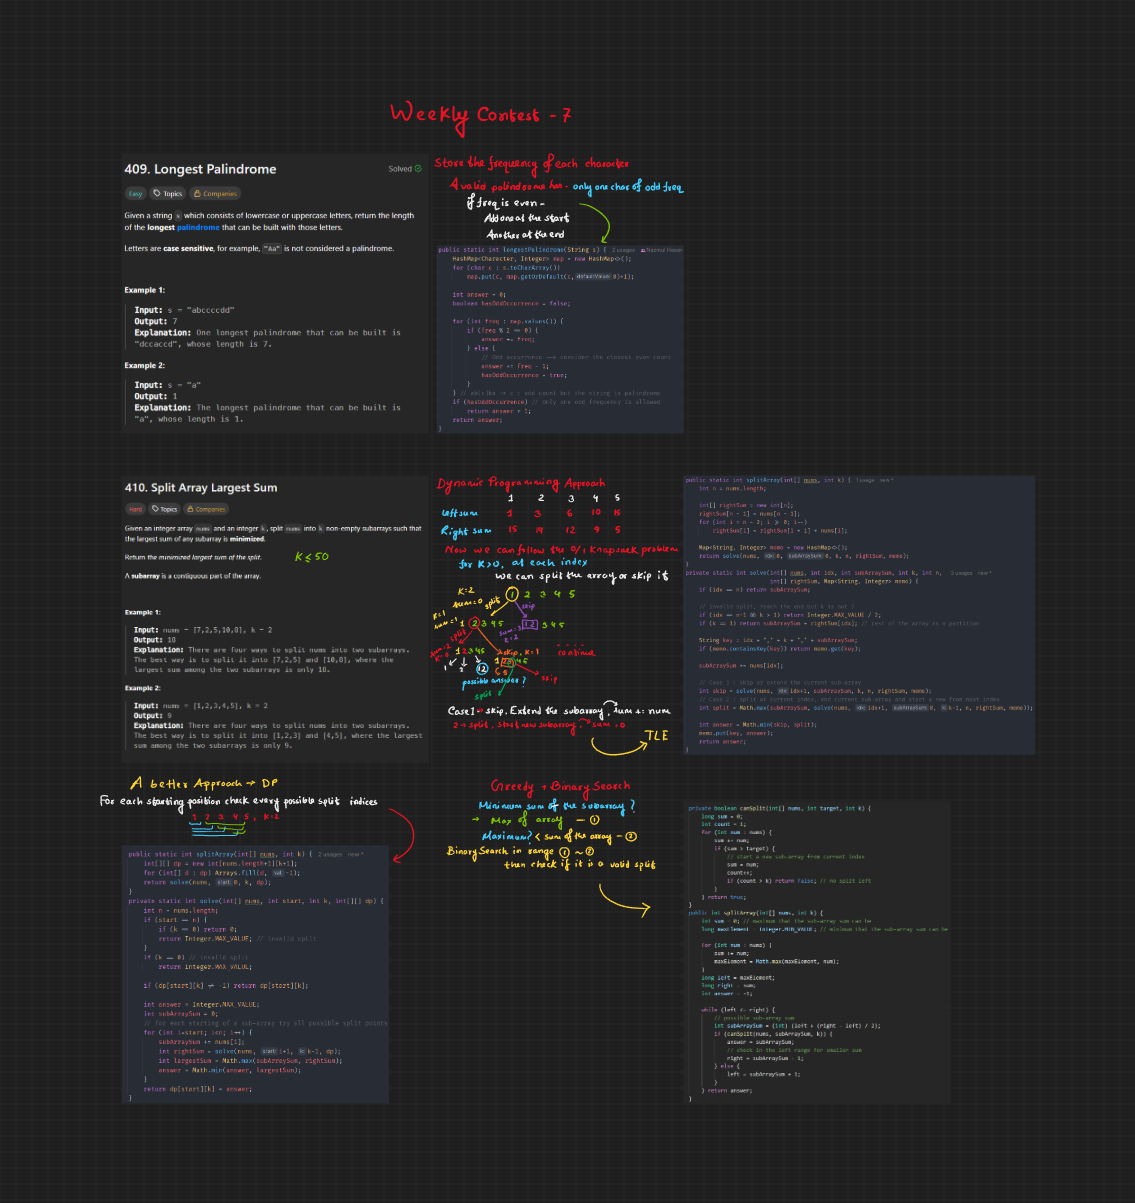 Weekly Contest - 7
409. Longest Palindrome
Solved
Easy
Topics
Companies
Given a string s which consists of lowercase or uppercase letters, return the length
of the longest palindrome that can be built with those letters.
Letters are case sensitive, for example, "Aa" is not considered a palindrome.
Example 1:
Input: s = "abccccdd"
Output: 7
Explanation: One longest palindrome that can be built is
"dccaccd", whose length is 7.
Example 2:
Input: s = "a"
Output: 1
Explanation: The longest palindrome that can be built is
"a", whose length is 1.
Store the frequency of each character
A valid palindrome has - only one char of odd freq
if freq is even -
Add one at the start
Another at the end
public static int longestPalindrome(String s) { 2 usages
HashMap<Character, Integer> map = new HashMap<>();
for (char c : s.toCharArray())
map.put(c, map.getOrDefault(c, defaultValue: 0)+1);
int answer = 0;
boolean hasOddOccurrence = false;
for (int freq : map.values()) {
if (freq % 2 == 0) {
answer += freq;
} else {
// Odd occurrence --> consider the closest even count
answer += freq - 1;
hasOddOccurrence = true;
}
if (hasOddOccurrence) // Only one odd frequency is allowed
return answer + 1;
return answer;
}
410. Split Array Largest Sum
Hard
Topics
Companies
Given an integer array nums and an integer k, split nums into k non-empty subarrays such that
the largest sum of any subarray is minimized.
Return the minimized largest sum of the split.
K ≤ 50
A subarray is a contiguous part of the array.
Example 1:
Input: nums = [7,2,5,10,8], k = 2
Output: 18
Explanation: There are four ways to split nums into two subarrays.
The best way is to split it into [7,2,5] and [10,8], where the
largest sum among the two subarrays is only 18.
Example 2:
Input: nums = [1,2,3,4,5], k = 2
Output: 9
Explanation: There are four ways to split nums into two subarrays.
The best way is to split it into [1,2,3] and [4,5], where the largest
sum among the two subarrays is only 9.
Dynamic Programming Approach
1 2 3 4 5
Left sum 1 3 6 10 15
Right sum 15 14 12 9 5
Now we can follow the 0/1 Knapsack problem
for K>0, at each index
we can split the array or skip it
K=2
sum=0
1 2 3 4 5
split
skip
K=1
sum=1
1 2 3 4 5
1 2 3 4 5
K=2
split
skip, K=1
continue
1 2 3 4 5
skip
possible answer?
split
Case 1 → skip. Extend the subarray, sum += num
2 → split, start new subarray, sum = 0
TLE
public static int splitArray(int[] nums, int k) { 1 usage new *
int n = nums.length;
int[] rightSum = new int[n];
rightSum[n - 1] = nums[n - 1];
for (int i = n - 2; i >= 0; i--)
rightSum[i] = rightSum[i + 1] + nums[i];
Map<String, Integer> memo = new HashMap<>();
return solve(nums, idx: 0, subArraySum: 0, k, n, rightSum, memo);
}
private static int solve(int[] nums, int idx, int subArraySum, int k, int n, 3 usages new *
int[] rightSum, Map<String, Integer> memo) {
if (idx == n) return subArraySum;
// Invalid split, reach the end but k is not 1
if (idx == n-1 && k > 1) return Integer.MAX_VALUE / 2;
if (k == 1) return subArraySum + rightSum[idx]; // rest of the array as a partition
String key = idx + "," + k + "," + subArraySum;
if (memo.containsKey(key)) return memo.get(key);
subArraySum += nums[idx];
// Case 1 : skip or extend the current sub array
int skip = solve(nums, idx: idx+1, subArraySum, k, n, rightSum, memo);
// Case 2 : split at current index, end current sub-array and start a new from next index
int split = Math.max(subArraySum, solve(nums, idx: idx+1, subArraySum: 0, k: k-1, n, rightSum, memo));
int answer = Math.min(skip, split);
memo.put(key, answer);
return answer;
}
A better Approach → DP
For each starting position check every possible split indices
1 2 3 4 5, K=2
public static int splitArray(int[] nums, int k) { 2 usages new *
int[][] dp = new int[nums.length+1][k+1];
for (int[] d : dp) Arrays.fill(d, val: -1);
return solve(nums, start: 0, k, dp);
}
private static int solve(int[] nums, int start, int k, int[][] dp) {
int n = nums.length;
if (start == n) {
if (k == 0) return 0;
return Integer.MAX_VALUE; // invalid split
}
if (k == 0) // invalid split
return Integer.MAX_VALUE;
if (dp[start][k] != -1) return dp[start][k];
int answer = Integer.MAX_VALUE;
int subArraySum = 0;
// for each starting of a sub-array try all possible split points
for (int i=start; i<n; i++) {
subArraySum += nums[i];
int rightSum = solve(nums, start: i+1, k: k-1, dp);
int largestSum = Math.max(subArraySum, rightSum);
answer = Math.min(answer, largestSum);
}
return dp[start][k] = answer;
}
Greedy + Binary Search
Minimum sum of the subarray?
→ Max of array — ①
Maximum? < sum of the array — ②
Binary Search in range ① ~ ②
then check if it is a valid split
private boolean canSplit(int[] nums, int target, int k) {
long sum = 0;
int count = 1;
for (int num : nums) {
sum += num;
if (sum > target) {
// start a new sub-array from current index
sum = num;
count++;
if (count > k) return false; // no split left
}
} return true;
}
public int splitArray(int[] nums, int k) {
int sum = 0; // maximum that the sub-array sum can be
long maxElement = Integer.MIN_VALUE; // minimum that the sub-array sum can be
for (int num : nums) {
sum += num;
maxElement = Math.max(maxElement, num);
}
long left = maxElement;
long right = sum;
int answer = -1;
while (left <= right) {
// possible sub-array sum
int subArraySum = (int) (left + (right - left) / 2);
if (canSplit(nums, subArraySum, k)) {
answer = subArraySum;
// check in the left range for smaller sum
right = subArraySum - 1;
} else {
left = subArraySum + 1;
}
} return answer;
}